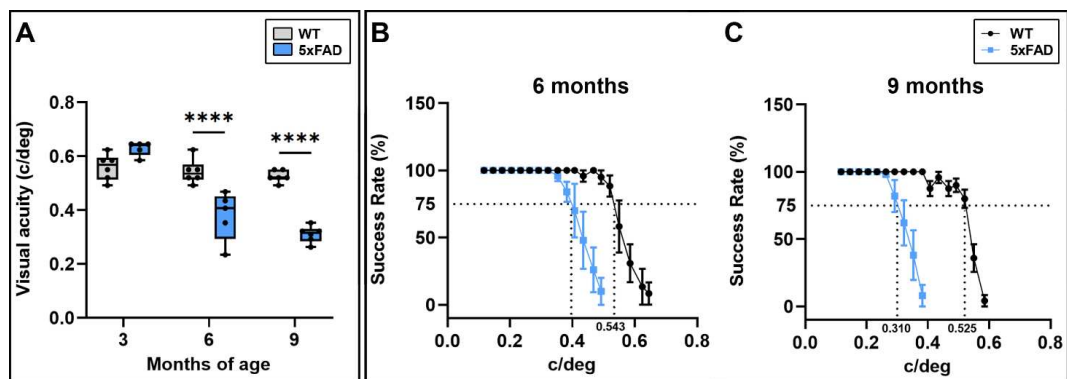 A
WT
5xFAD
Visual acuity (c/deg)
0.8
0.6
0.4
0.2
0.0
****
****
3
6
9
Months of age
B
6 months
Success Rate (%)
150
100
75
50
0
0.543
0.0
0.2
0.4
0.6
0.8
c/deg
C
WT
5xFAD
9 months
Success Rate (%)
150
100
75
50
0
0.310
0.525
0.0
0.2
0.4
0.6
0.8
c/deg